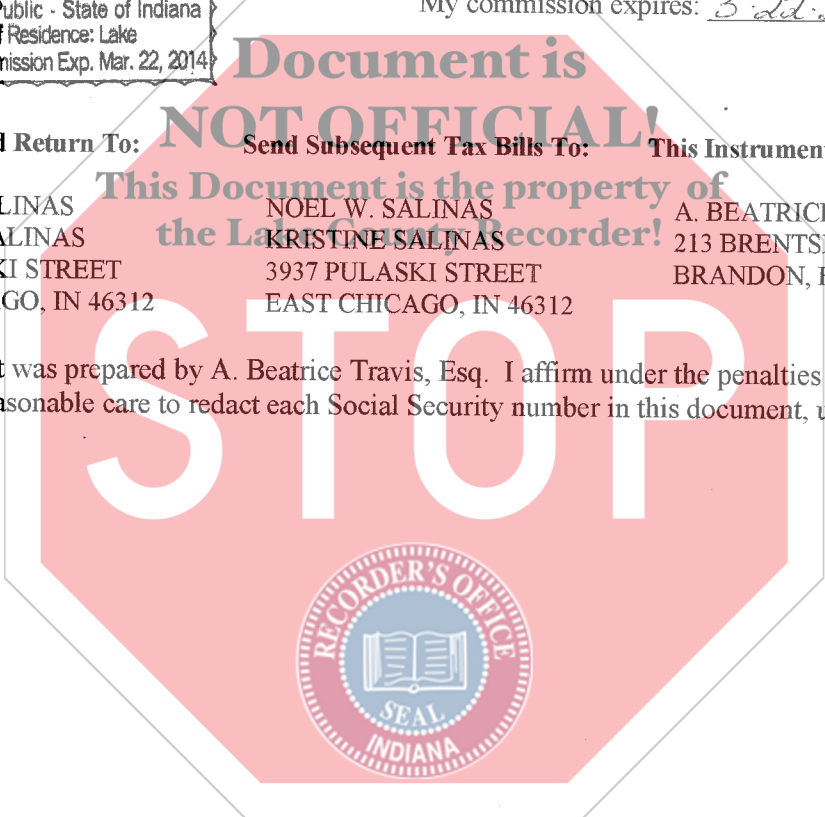 Public - State of Indiana
f Residence: Lake
mission Exp. Mar. 22, 2014
My commission expires: 3-22-
Document is
NOT OFFICIAL!
This Document is the property of
the Lake County Recorder!
d Return To:
LINAS
ALINAS
KI STREET
GO, IN 46312
Send Subsequent Tax Bills To:
NOEL W. SALINAS
KRISTINE SALINAS
3937 PULASKI STREET
EAST CHICAGO, IN 46312
This Instrument
A. BEATRICE
213 BRENTS
BRANDON,
t was prepared by A. Beatrice Travis, Esq. I affirm under the penalties
asonable care to redact each Social Security number in this document, u
STOP
RECORDER'S OFFICE
SEAL
INDIANA